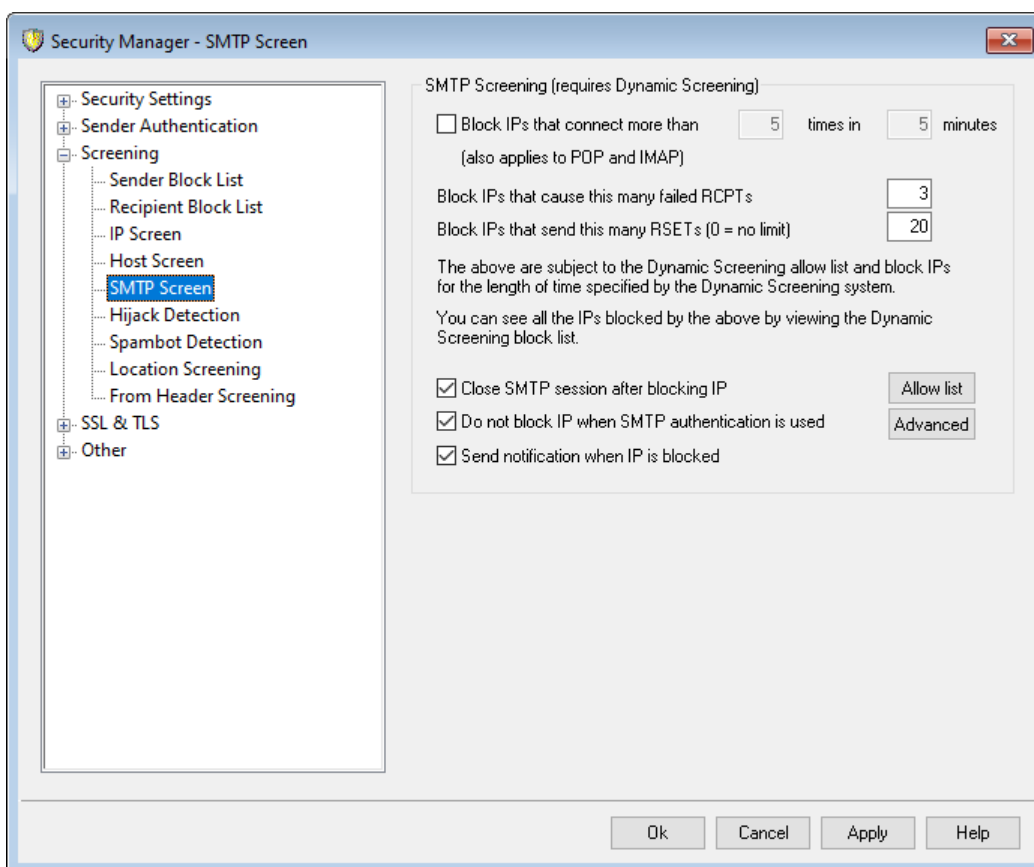 Security Manager - SMTP Screen
Security Settings
Sender Authentication
Screening
Sender Block List
Recipient Block List
IP Screen
Host Screen
SMTP Screen
Hijack Detection
Spambot Detection
Location Screening
From Header Screening
SSL & TLS
Other
SMTP Screening (requires Dynamic Screening)
Block IPs that connect more than 5 times in 5 minutes
(also applies to POP and IMAP)
Block IPs that cause this many failed RCPTs 3
Block IPs that send this many RSETs (0 = no limit) 20
The above are subject to the Dynamic Screening allow list and block IPs
for the length of time specified by the Dynamic Screening system.
You can see all the IPs blocked by the above by viewing the Dynamic
Screening block list.
Close SMTP session after blocking IP Allow list
Do not block IP when SMTP authentication is used Advanced
Send notification when IP is blocked
Ok Cancel Apply Help